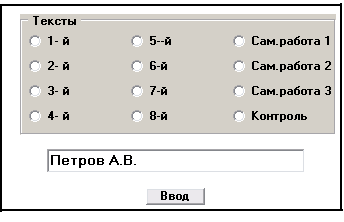 Тексты
1- й 5--й Сам.работа 1
2- й 6-й Сам.работа 2
3- й 7-й Сам.работа 3
4- й 8-й Контроль
Петров А.В.
Ввод